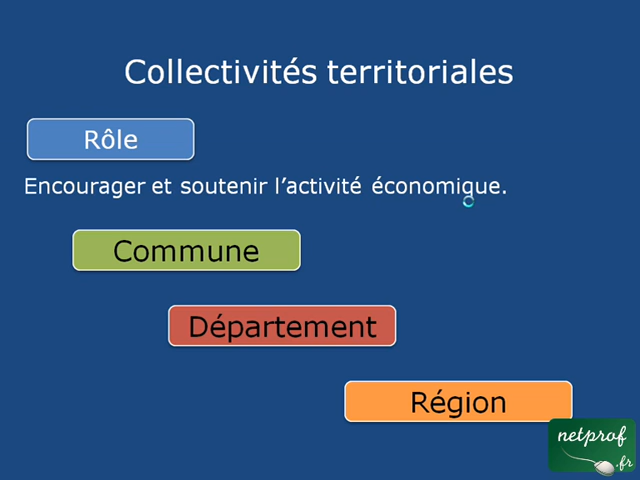 Collectivités territoriales
Rôle
Encourager et soutenir l’activité économique.
Commune
Département
Région
netprof
.fr